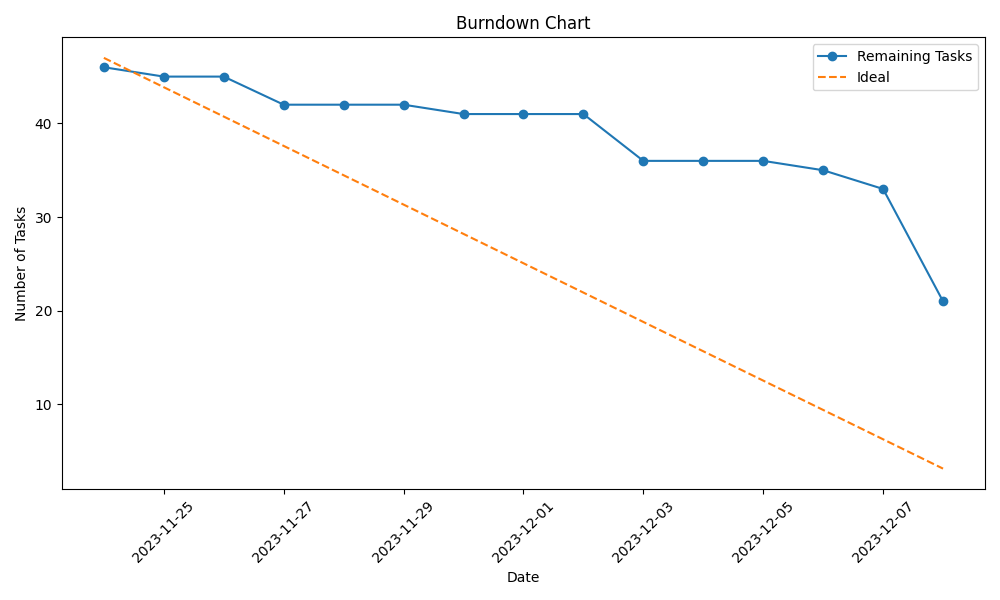 Burndown Chart
Remaining Tasks
Ideal
Number of Tasks
40
30
20
10
2023-11-25
2023-11-27
2023-11-29
2023-12-01
2023-12-03
2023-12-05
2023-12-07
Date